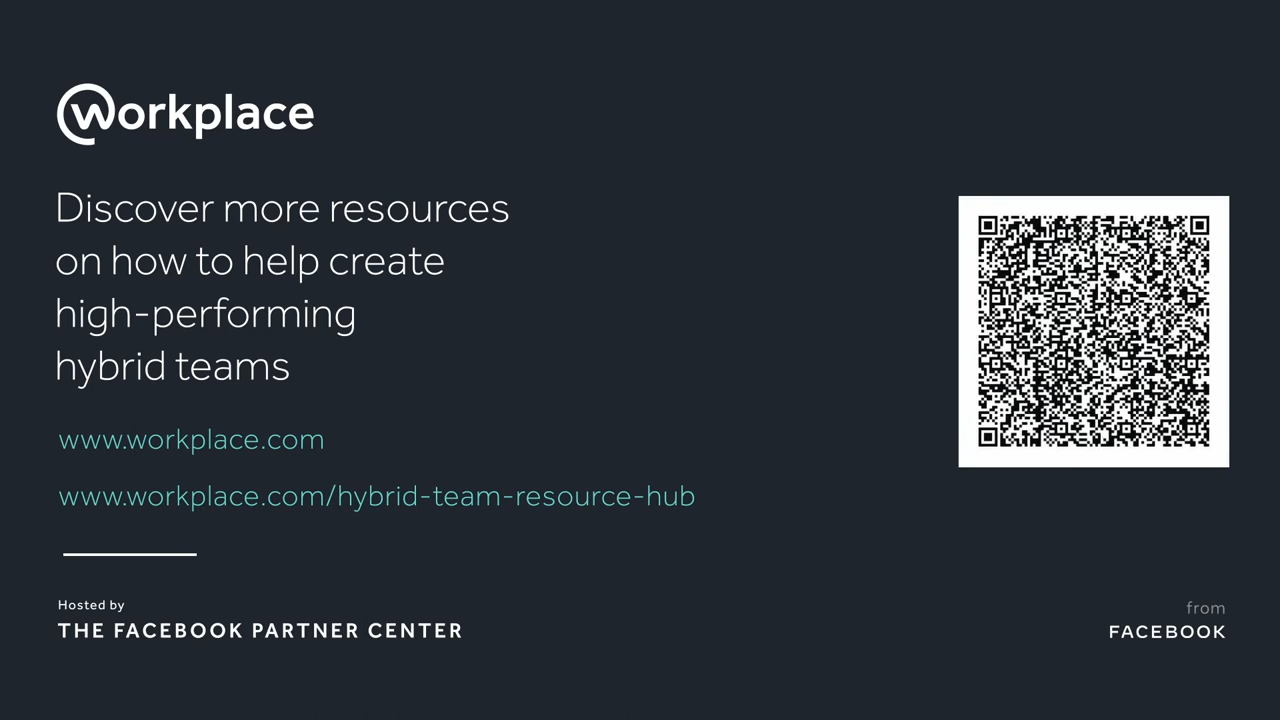 Workplace
Discover more resources
on how to help create
high-performing
hybrid teams
www.workplace.com
www.workplace.com/hybrid-team-resource-hub
Hosted by
THE FACEBOOK PARTNER CENTER
from
FACEBOOK